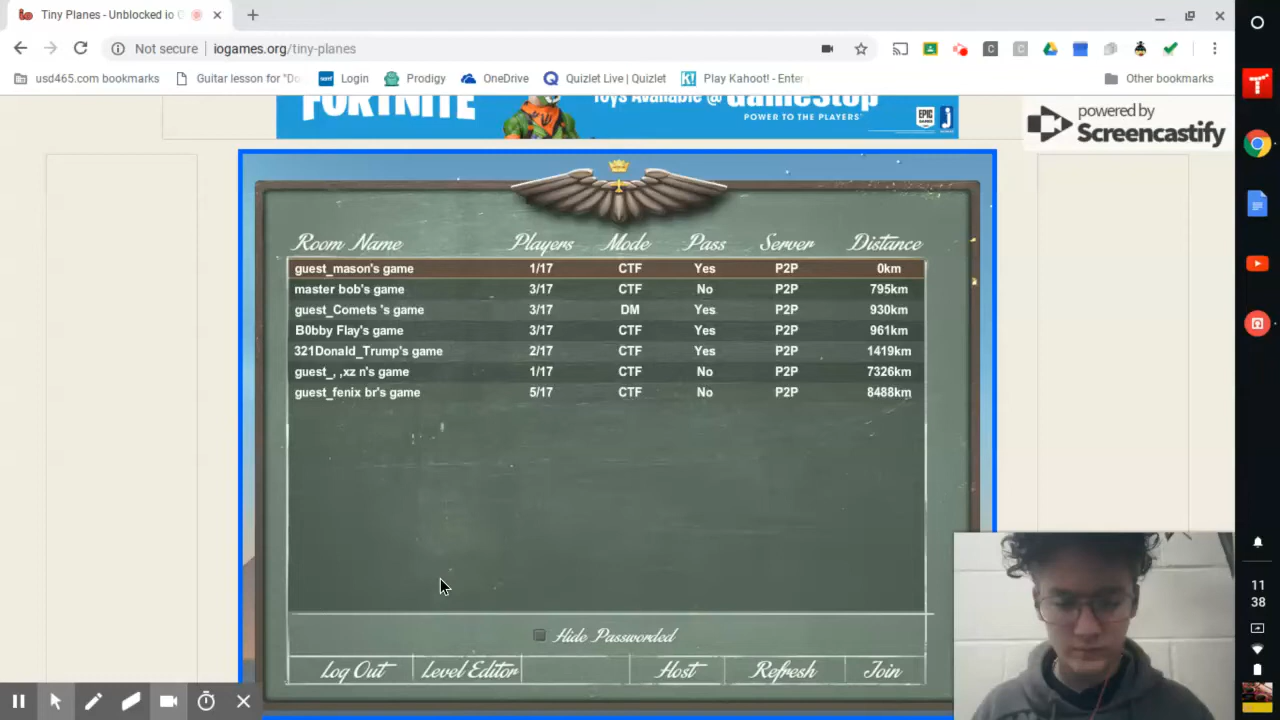 Tiny Planes - Unblocked io G
Not secure | iogames.org/tiny-planes
usd465.com bookmarks
Guitar lesson for "Do
Login
Prodigy
OneDrive
Quizlet Live | Quizlet
Play Kahoot! - Enter
Other bookmarks
FORTNITE
Toys Available @ GameStop
POWER TO THE PLAYERS
EPIC GAMES
powered by
Screencastify
Room Name Players Mode Pass Server Distance
guest_mason's game 1/17 CTF Yes P2P 0km
master bob's game 3/17 CTF No P2P 795km
guest_Comets 's game 3/17 DM Yes P2P 930km
B0bby Flay's game 3/17 CTF Yes P2P 961km
321Donald_Trump's game 2/17 CTF Yes P2P 1419km
guest_, ,xz n's game 1/17 CTF No P2P 7326km
guest_fenix br's game 5/17 CTF No P2P 8488km
Hide Passworded
Log Out Level Editor Host Refresh Join
11
38